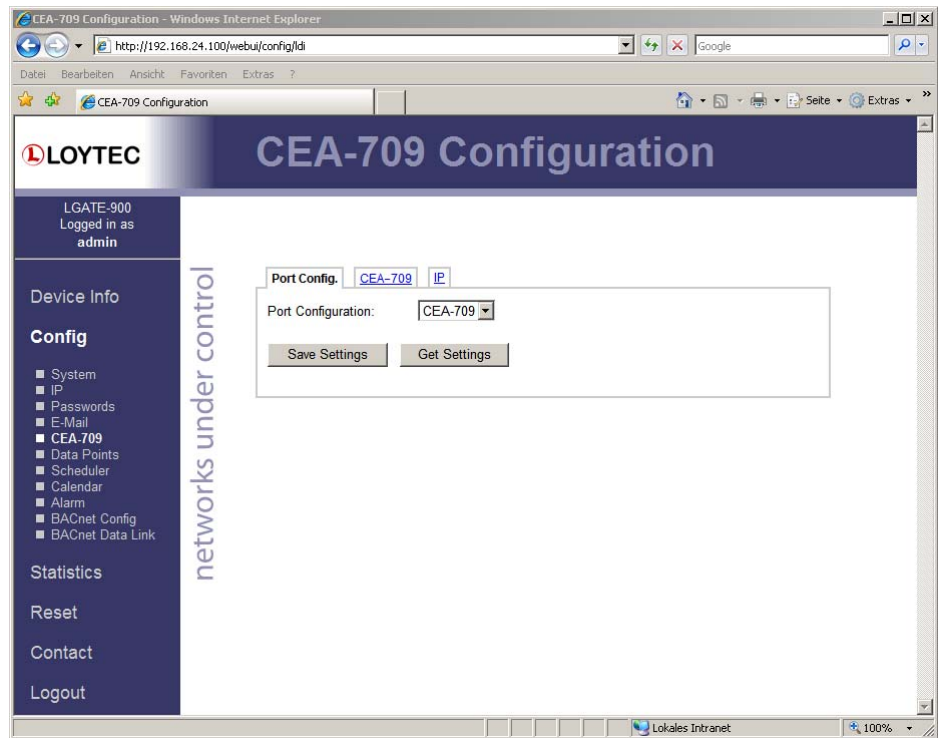 CEA-709 Configuration - Windows Internet Explorer
http://192.168.24.100/webui/config/ldi
Google
Datei Bearbeiten Ansicht Favoriten Extras ?
CEA-709 Configuration
Seite Extras »
LOYTEC
CEA-709 Configuration
LGATE-900
Logged in as
admin
Device Info
Config
System
IP
Passwords
E-Mail
CEA-709
Data Points
Scheduler
Calendar
Alarm
BACnet Config
BACnet Data Link
Statistics
Reset
Contact
Logout
networks under control
Port Config. CEA-709 IP
Port Configuration: CEA-709
Save Settings Get Settings
Lokales Intranet 100%